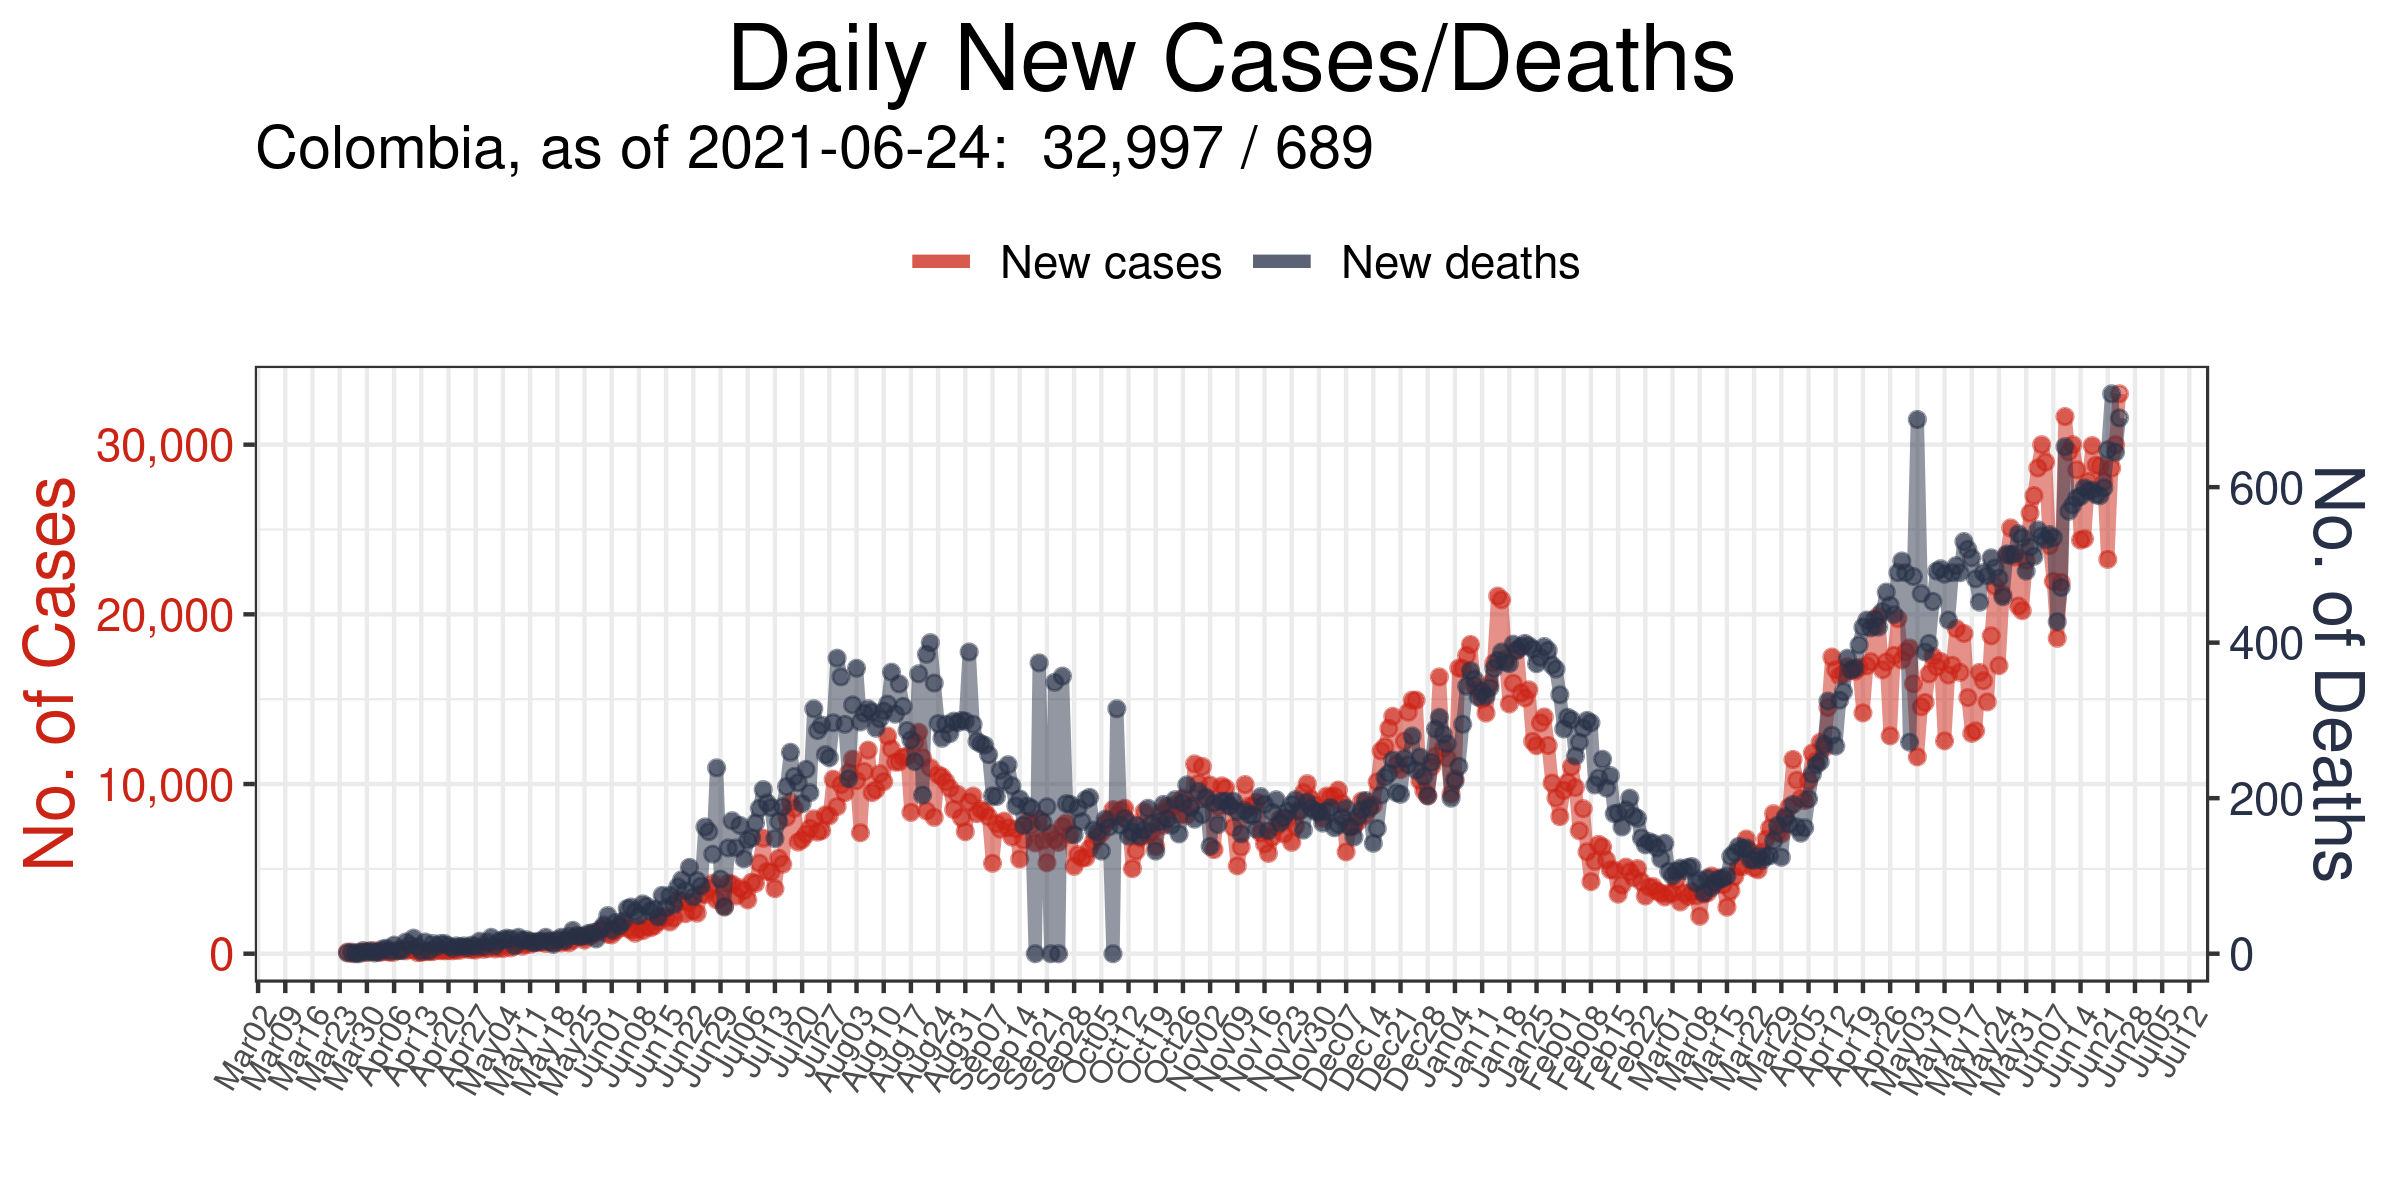 Daily New Cases/Deaths
Colombia, as of 2021-06-24:  32,997 / 689
New cases
New deaths
No. of Cases
30,000
20,000
10,000
0
600
400
200
0
No. of Deaths
Mar02
Mar09
Mar16
Mar23
Mar30
Apr06
Apr13
Apr20
Apr27
May04
May11
May18
May25
Jun01
Jun08
Jun15
Jun22
Jun29
Jul06
Jul13
Jul20
Jul27
Aug03
Aug10
Aug17
Aug24
Aug31
Sep07
Sep14
Sep21
Sep28
Oct05
Oct12
Oct19
Oct26
Nov02
Nov09
Nov16
Nov23
Nov30
Dec07
Dec14
Dec21
Dec28
Jan04
Jan11
Jan18
Jan25
Feb01
Feb08
Feb15
Feb22
Mar01
Mar08
Mar15
Mar22
Mar29
Apr05
Apr12
Apr19
Apr26
May03
May10
May17
May24
May31
Jun07
Jun14
Jun21
Jun28
Jul05
Jul12